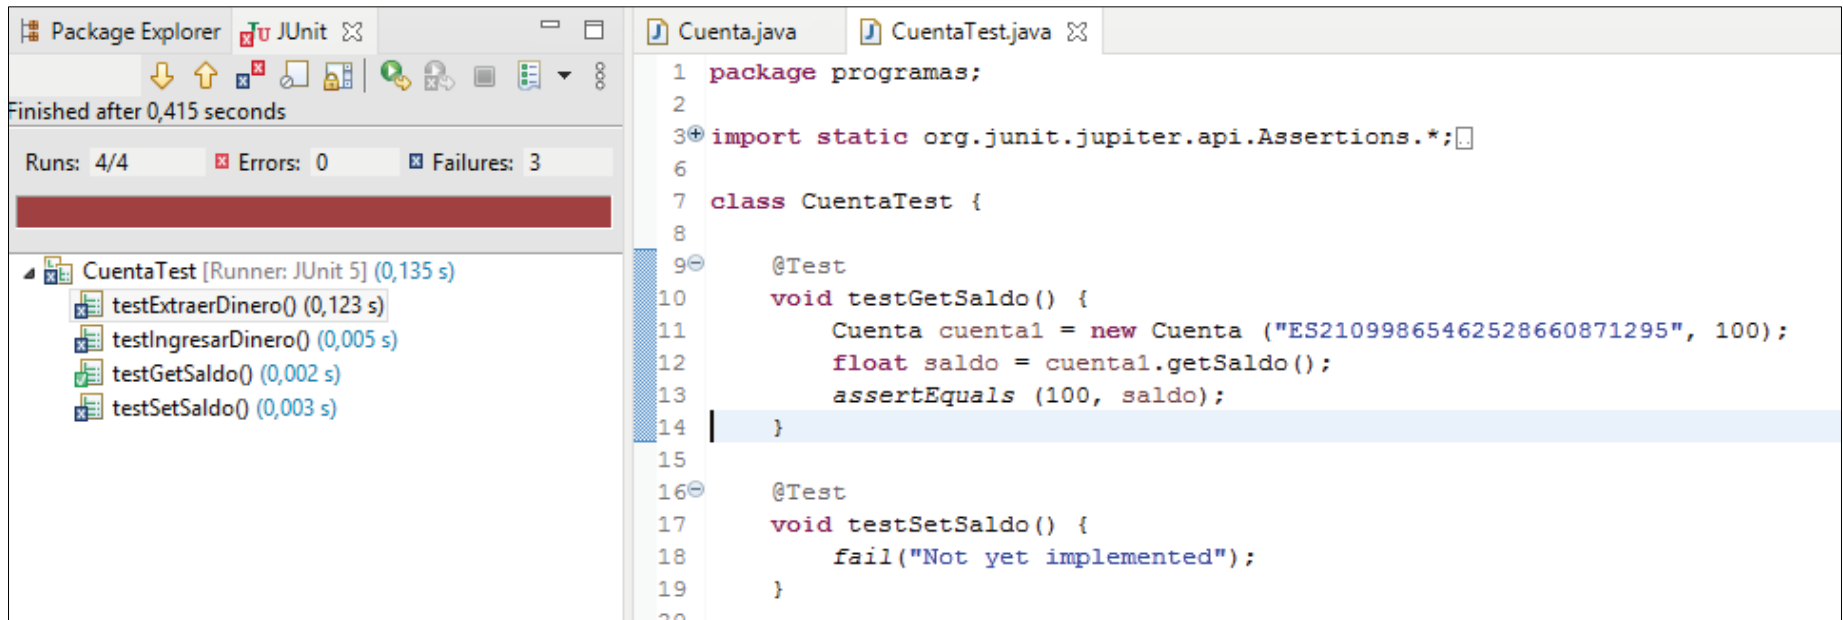 Package Explorer JUnit
Finished after 0,415 seconds
Runs: 4/4 Errors: 0 Failures: 3
CuentaTest [Runner: JUnit 5] (0,135 s)
testExtraerDinero() (0,123 s)
testIngresarDinero() (0,005 s)
testGetSaldo() (0,002 s)
testSetSaldo() (0,003 s)
Cuenta.java CuentaTest.java
1 package programas;
2
3 import static org.junit.jupiter.api.Assertions.*;
6
7 class CuentaTest {
8
9 @Test
10 void testGetSaldo() {
11 Cuenta cuenta1 = new Cuenta ("ES21099865462528660871295", 100);
12 float saldo = cuenta1.getSaldo();
13 assertEquals (100, saldo);
14 }
15
16 @Test
17 void testSetSaldo() {
18 fail("Not yet implemented");
19 }
20